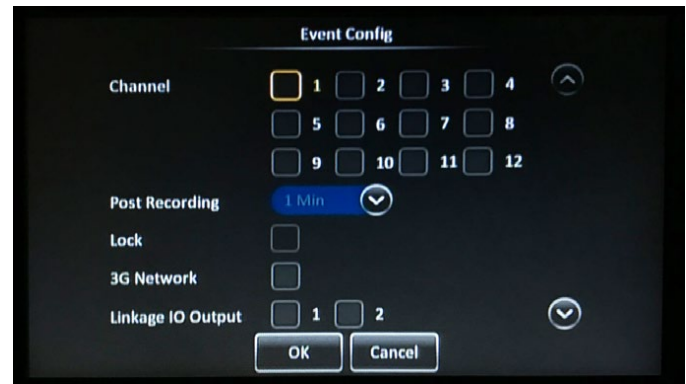 Event Config
Channel 1 2 3 4
5 6 7 8
9 10 11 12
Post Recording 1 Min
Lock
3G Network
Linkage IO Output 1 2
OK Cancel